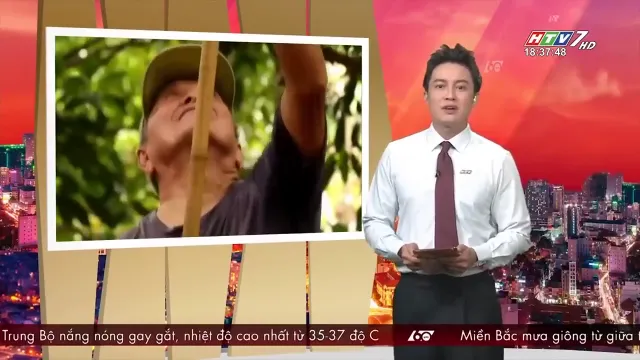 HTV7 HD
18:37:48
Trung Bộ nắng nóng gay gắt, nhiệt độ cao nhất từ 35-37 độ C 60 Miền Bắc mưa giông từ giữa